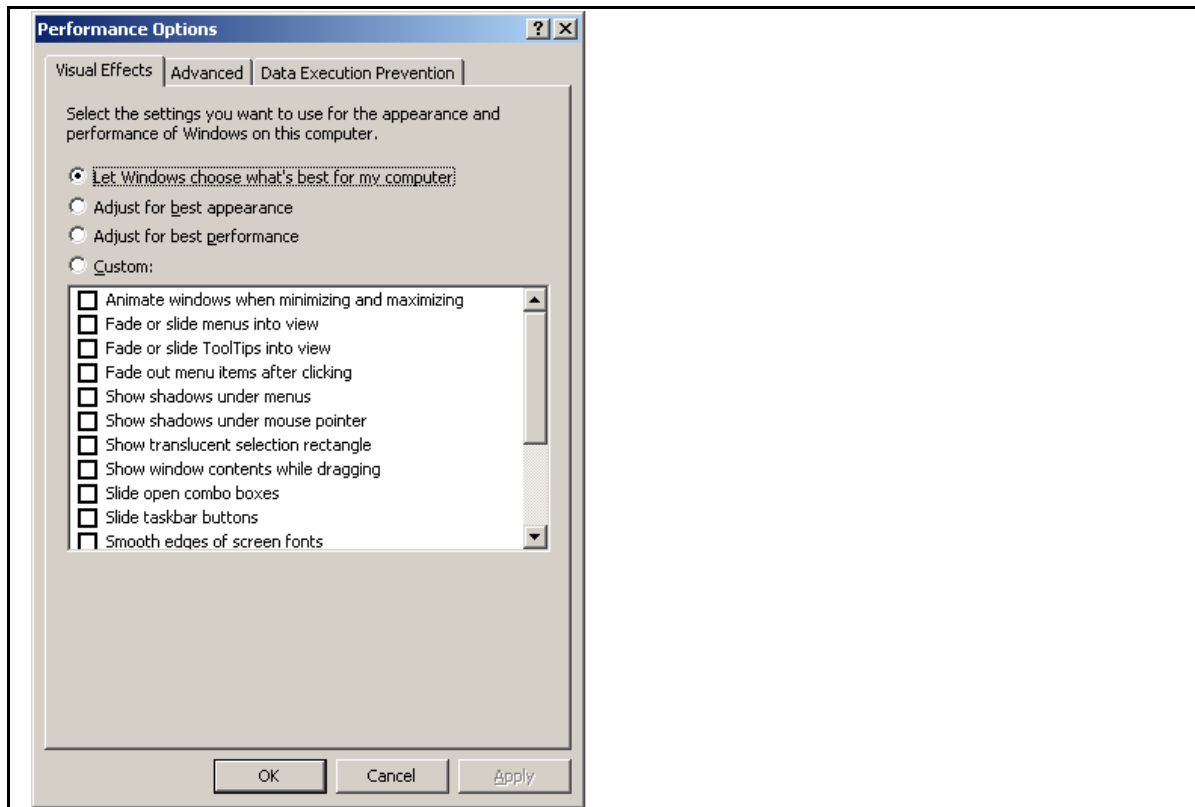 Performance Options
Visual Effects
Advanced
Data Execution Prevention
Select the settings you want to use for the appearance and
performance of Windows on this computer.
Let Windows choose what's best for my computer
Adjust for best appearance
Adjust for best performance
Custom:
Animate windows when minimizing and maximizing
Fade or slide menus into view
Fade or slide ToolTips into view
Fade out menu items after clicking
Show shadows under menus
Show shadows under mouse pointer
Show translucent selection rectangle
Show window contents while dragging
Slide open combo boxes
Slide taskbar buttons
Smooth edges of screen fonts
OK
Cancel
Apply